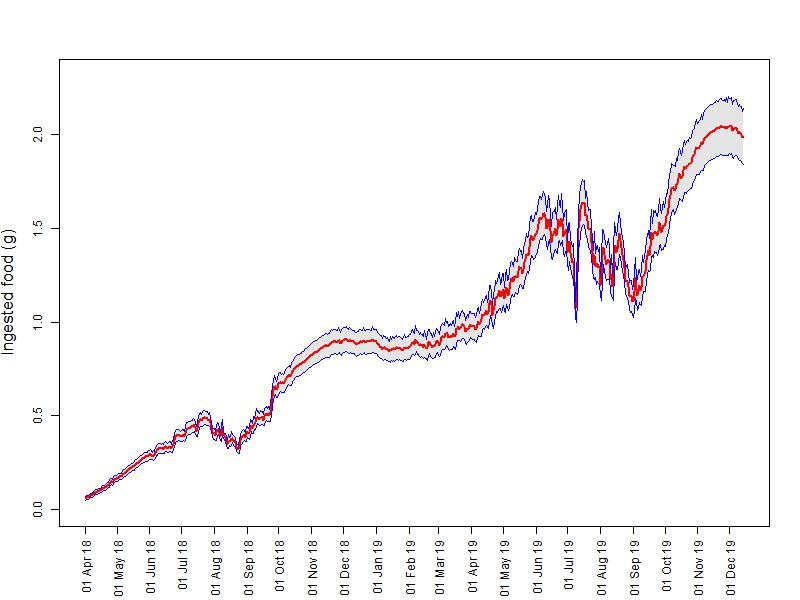 Ingested food (g)
2.0
1.5
1.0
0.5
0.0
01 Apr 18
01 May 18
01 Jun 18
01 Jul 18
01 Aug 18
01 Sep 18
01 Oct 18
01 Nov 18
01 Dec 18
01 Jan 19
01 Feb 19
01 Mar 19
01 Apr 19
01 May 19
01 Jun 19
01 Jul 19
01 Aug 19
01 Sep 19
01 Oct 19
01 Nov 19
01 Dec 19